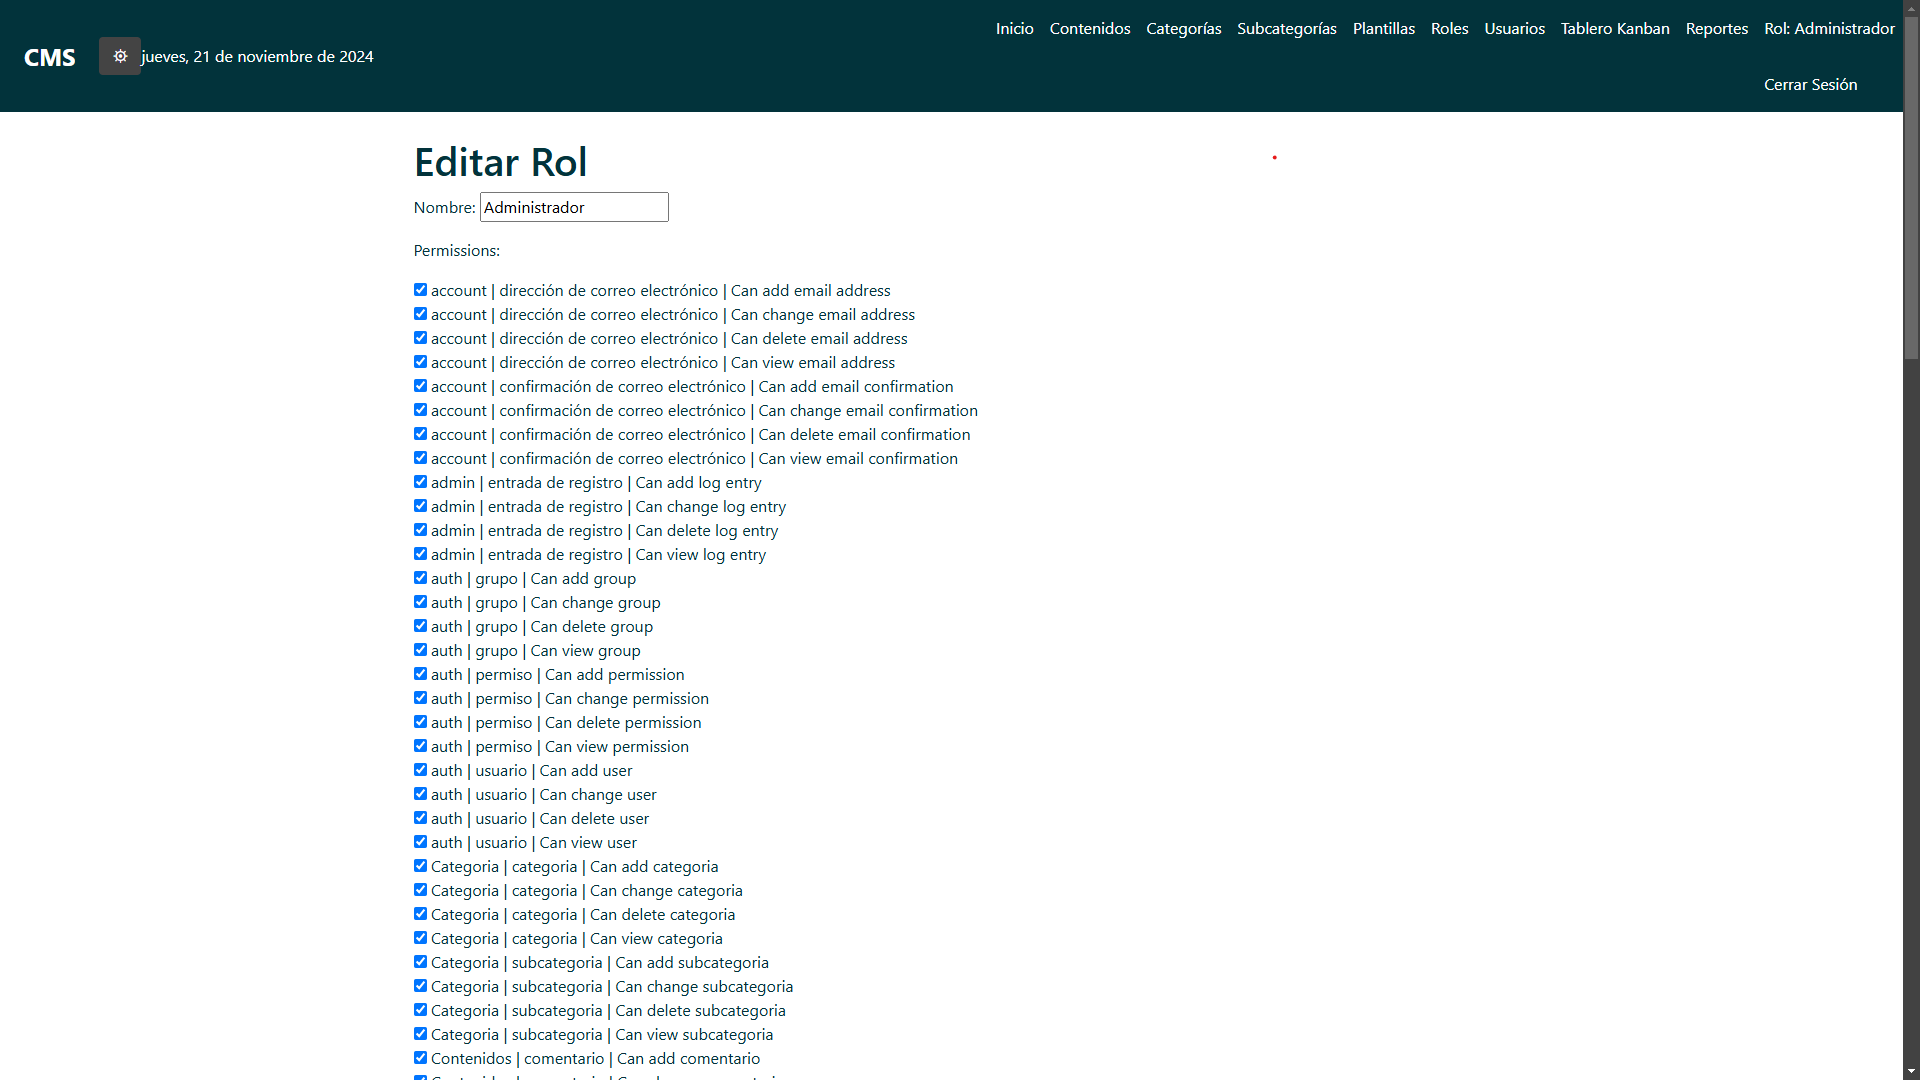 CMS
jueves, 21 de noviembre de 2024
Inicio Contenidos Categorías Subcategorías Plantillas Roles Usuarios Tablero Kanban Reportes Rol: Administrador
Cerrar Sesión
Editar Rol
Nombre: Administrador
Permissions:
account | dirección de correo electrónico | Can add email address
account | dirección de correo electrónico | Can change email address
account | dirección de correo electrónico | Can delete email address
account | dirección de correo electrónico | Can view email address
account | confirmación de correo electrónico | Can add email confirmation
account | confirmación de correo electrónico | Can change email confirmation
account | confirmación de correo electrónico | Can delete email confirmation
account | confirmación de correo electrónico | Can view email confirmation
admin | entrada de registro | Can add log entry
admin | entrada de registro | Can change log entry
admin | entrada de registro | Can delete log entry
admin | entrada de registro | Can view log entry
auth | grupo | Can add group
auth | grupo | Can change group
auth | grupo | Can delete group
auth | grupo | Can view group
auth | permiso | Can add permission
auth | permiso | Can change permission
auth | permiso | Can delete permission
auth | permiso | Can view permission
auth | usuario | Can add user
auth | usuario | Can change user
auth | usuario | Can delete user
auth | usuario | Can view user
Categoria | categoria | Can add categoria
Categoria | categoria | Can change categoria
Categoria | categoria | Can delete categoria
Categoria | categoria | Can view categoria
Categoria | subcategoria | Can add subcategoria
Categoria | subcategoria | Can change subcategoria
Categoria | subcategoria | Can delete subcategoria
Categoria | subcategoria | Can view subcategoria
Contenidos | comentario | Can add comentario